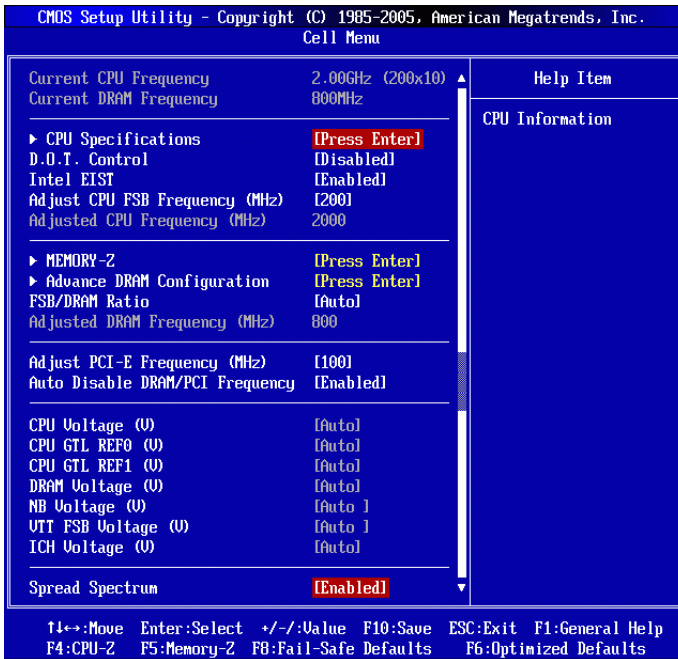 CMOS Setup Utility - Copyright (C) 1985-2005, American Megatrends, Inc.
Cell Menu
Current CPU Frequency 2.00GHz (200x10)
Current DRAM Frequency 800MHz
CPU Specifications [Press Enter]
D.O.T. Control [Disabled]
Intel EIST [Enabled]
Adjust CPU FSB Frequency (MHz) [200]
Adjusted CPU Frequency (MHz) 2000
MEMORY-Z [Press Enter]
Advance DRAM Configuration [Press Enter]
FSB/DRAM Ratio [Auto]
Adjusted DRAM Frequency (MHz) 800
Adjust PCI-E Frequency (MHz) [100]
Auto Disable DRAM/PCI Frequency [Enabled]
CPU Voltage (V) [Auto]
CPU GTL REF0 (V) [Auto]
CPU GTL REF1 (V) [Auto]
DRAM Voltage (V) [Auto]
NB Voltage (V) [Auto ]
VTT FSB Voltage (V) [Auto ]
ICH Voltage (V) [Auto]
Spread Spectrum [Enabled]
Help Item
CPU Information
↑↓↔:Move Enter:Select +/-/:Value F10:Save ESC:Exit F1:General Help
F4:CPU-Z F5:Memory-Z F8:Fail-Safe Defaults F6:Optimized Defaults